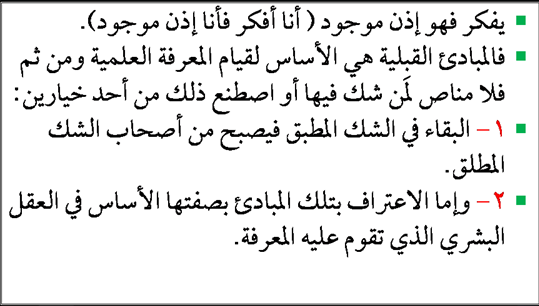 ▪ يفكر فهو إذن موجود ( أنا أفكر فأنا إذن موجود).
▪ فالمبادئ القبلية هي الأساس لقيام المعرفة العلمية ومن ثم
فلا مناص لَمن شك فيها أو اصطنع ذلك من أحد خيارين:
▪ ١- البقاء في الشك المطبق فيصبح من أصحاب الشك
المطلق.
▪ ٢- وإما الاعتراف بتلك المبادئ بصفتها الأساس في العقل
البشري الذي تقوم عليه المعرفة.